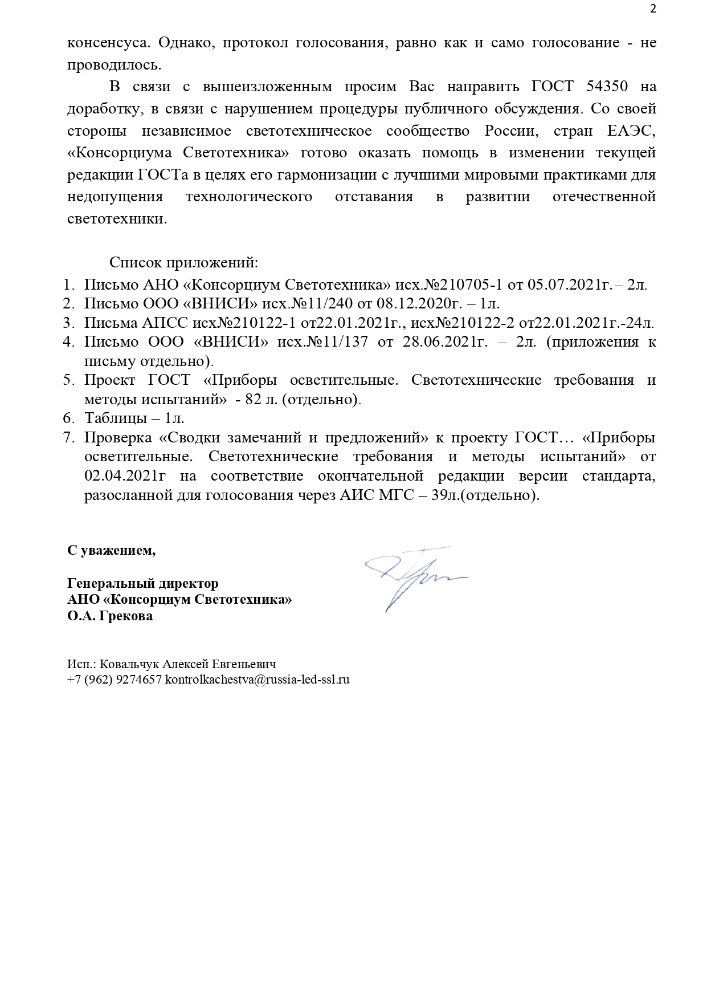 2
консенсуса. Однако, протокол голосования, равно как и само голосование - не
проводилось.
В связи с вышеизложенным просим Вас направить ГОСТ 54350 на
доработку, в связи с нарушением процедуры публичного обсуждения. Со своей
стороны независимое светотехническое сообщество России, стран ЕАЭС,
«Консорциума Светотехника» готово оказать помощь в изменении текущей
редакции ГОСТа в целях его гармонизации с лучшими мировыми практиками для
недопущения технологического отставания в развитии отечественной
светотехники.
Список приложений:
1. Письмо АНО «Консорциум Светотехника» исх.№210705-1 от 05.07.2021г. – 2л.
2. Письмо ООО «ВНИСИ» исх.№11/240 от 08.12.2020г. – 1л.
3. Письма АПСС исх№210122-1 от22.01.2021г., исх№210122-2 от22.01.2021г.-24л.
4. Письмо ООО «ВНИСИ» исх.№11/137 от 28.06.2021г. – 2л. (приложения к
письму отдельно).
5. Проект ГОСТ «Приборы осветительные. Светотехнические требования и
методы испытаний» - 82 л. (отдельно).
6. Таблицы – 1л.
7. Проверка «Сводки замечаний и предложений» к проекту ГОСТ… «Приборы
осветительные. Светотехнические требования и методы испытаний» от
02.04.2021г на соответствие окончательной редакции версии стандарта,
разосланной для голосования через АИС МГС – 39л.(отдельно).
С уважением,
Генеральный директор
АНО «Консорциум Светотехника»
О.А. Грекова
Исп.: Ковальчук Алексей Евгеньевич
+7 (962) 9274657 kontrolkachestva@russia-led-ssl.ru